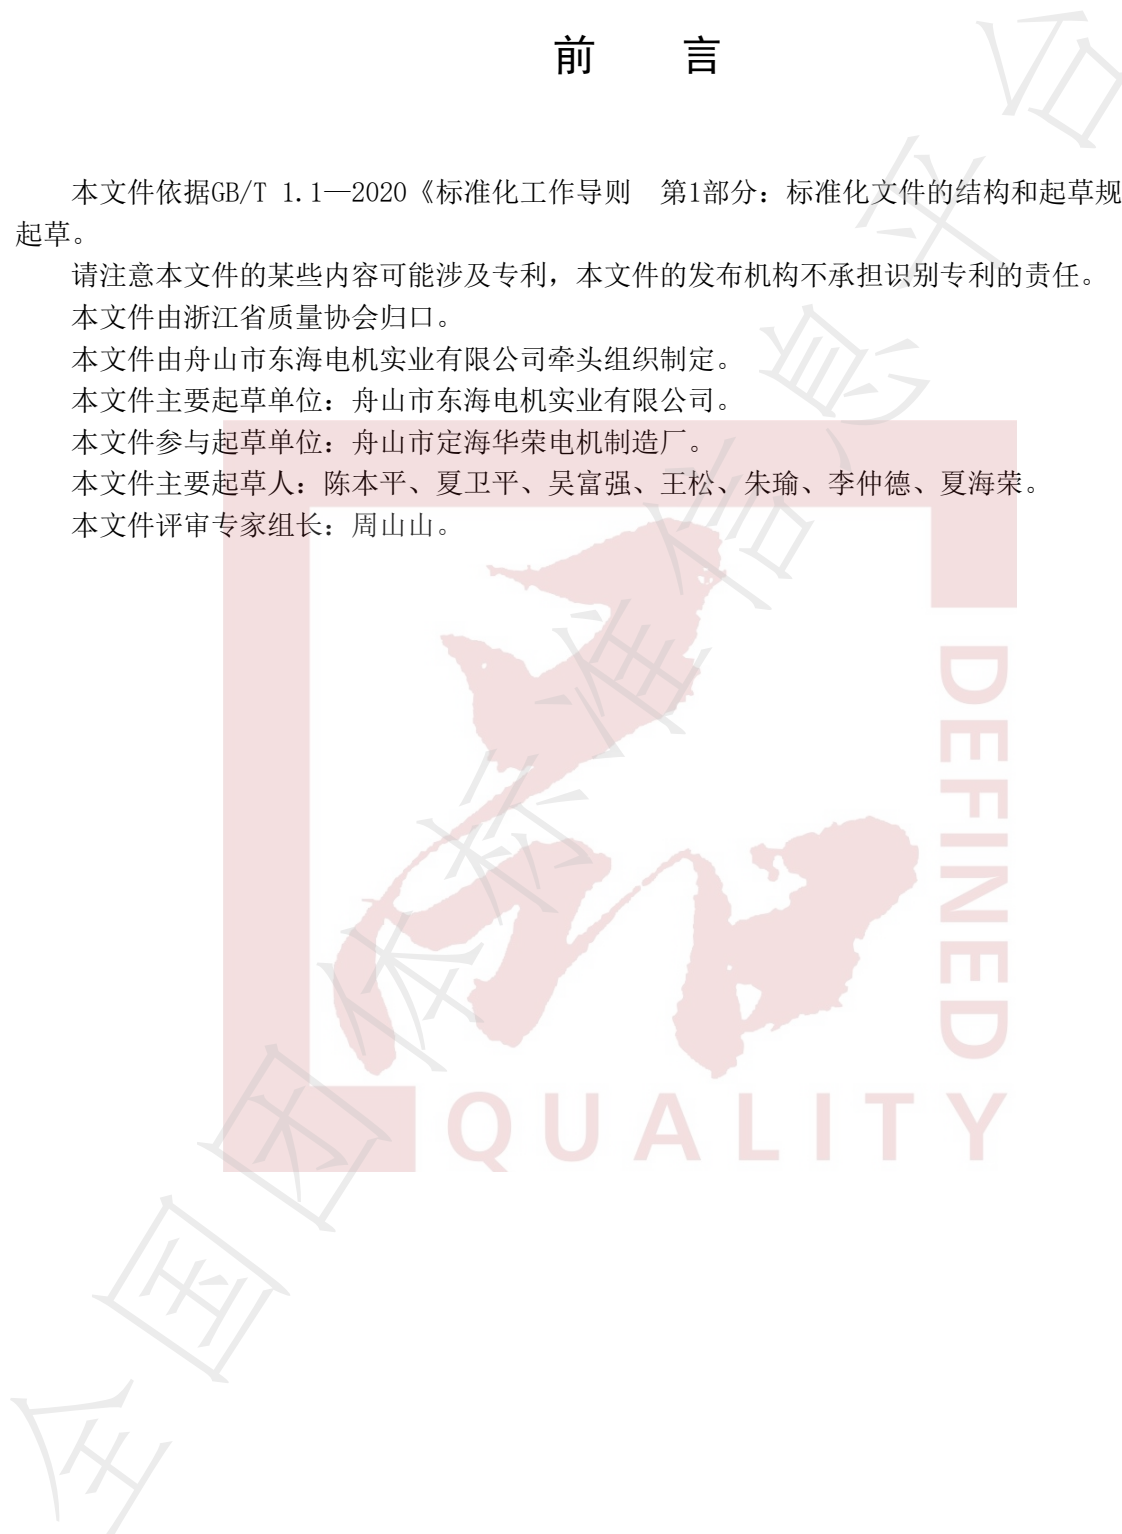 前 言
本文件依据GB/T 1.1—2020《标准化工作导则 第1部分：标准化文件的结构和起草规
起草。
请注意本文件的某些内容可能涉及专利，本文件的发布机构不承担识别专利的责任。
本文件由浙江省质量协会归口。
本文件由舟山市东海电机实业有限公司牵头组织制定。
本文件主要起草单位：舟山市东海电机实业有限公司。
本文件参与起草单位：舟山市定海华荣电机制造厂。
本文件主要起草人：陈本平、夏卫平、吴富强、王松、朱瑜、李仲德、夏海荣。
本文件评审专家组长：周山山。
DEFINED
QUALITY
全国团体标准信息平台